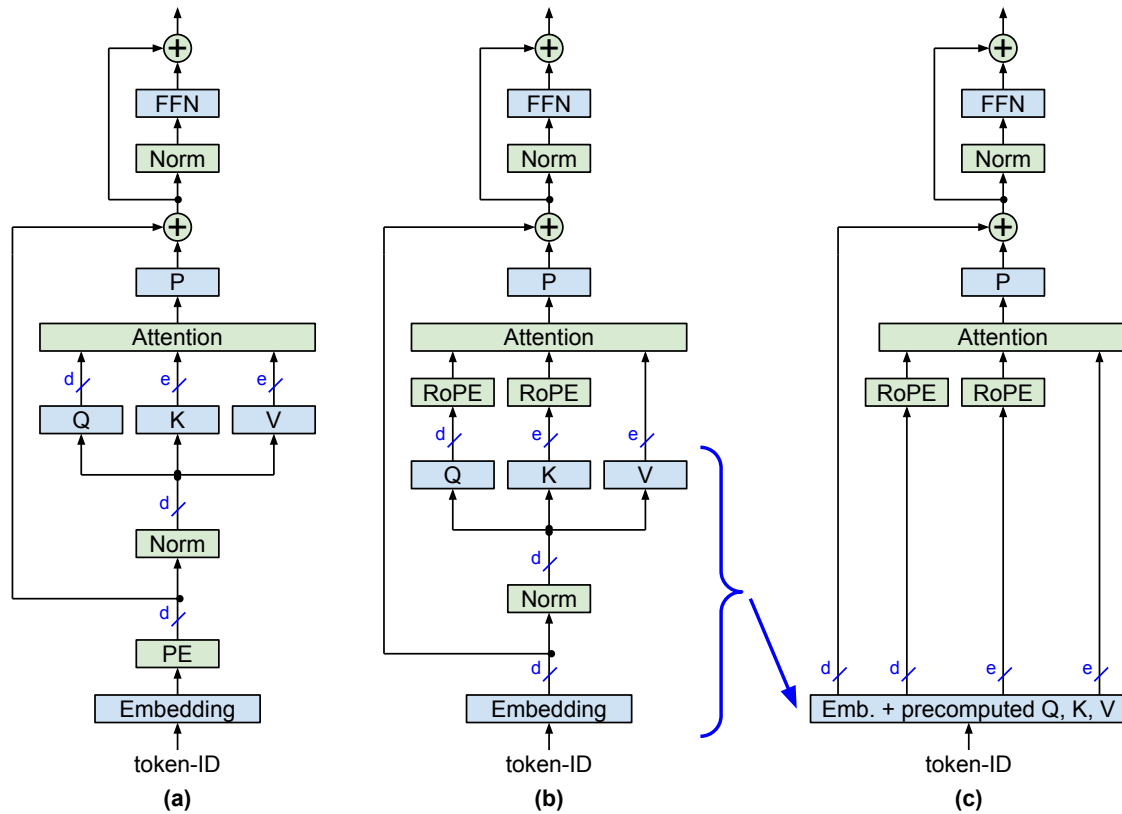 FFN
Norm
P
Attention
d
e
e
Q
K
V
d
Norm
d
PE
Embedding
token-ID
(a)
FFN
Norm
P
Attention
RoPE
RoPE
d
e
e
Q
K
V
d
Norm
d
Embedding
token-ID
(b)
FFN
Norm
P
Attention
RoPE
RoPE
d
d
e
e
Emb. + precomputed Q, K, V
token-ID
(c)